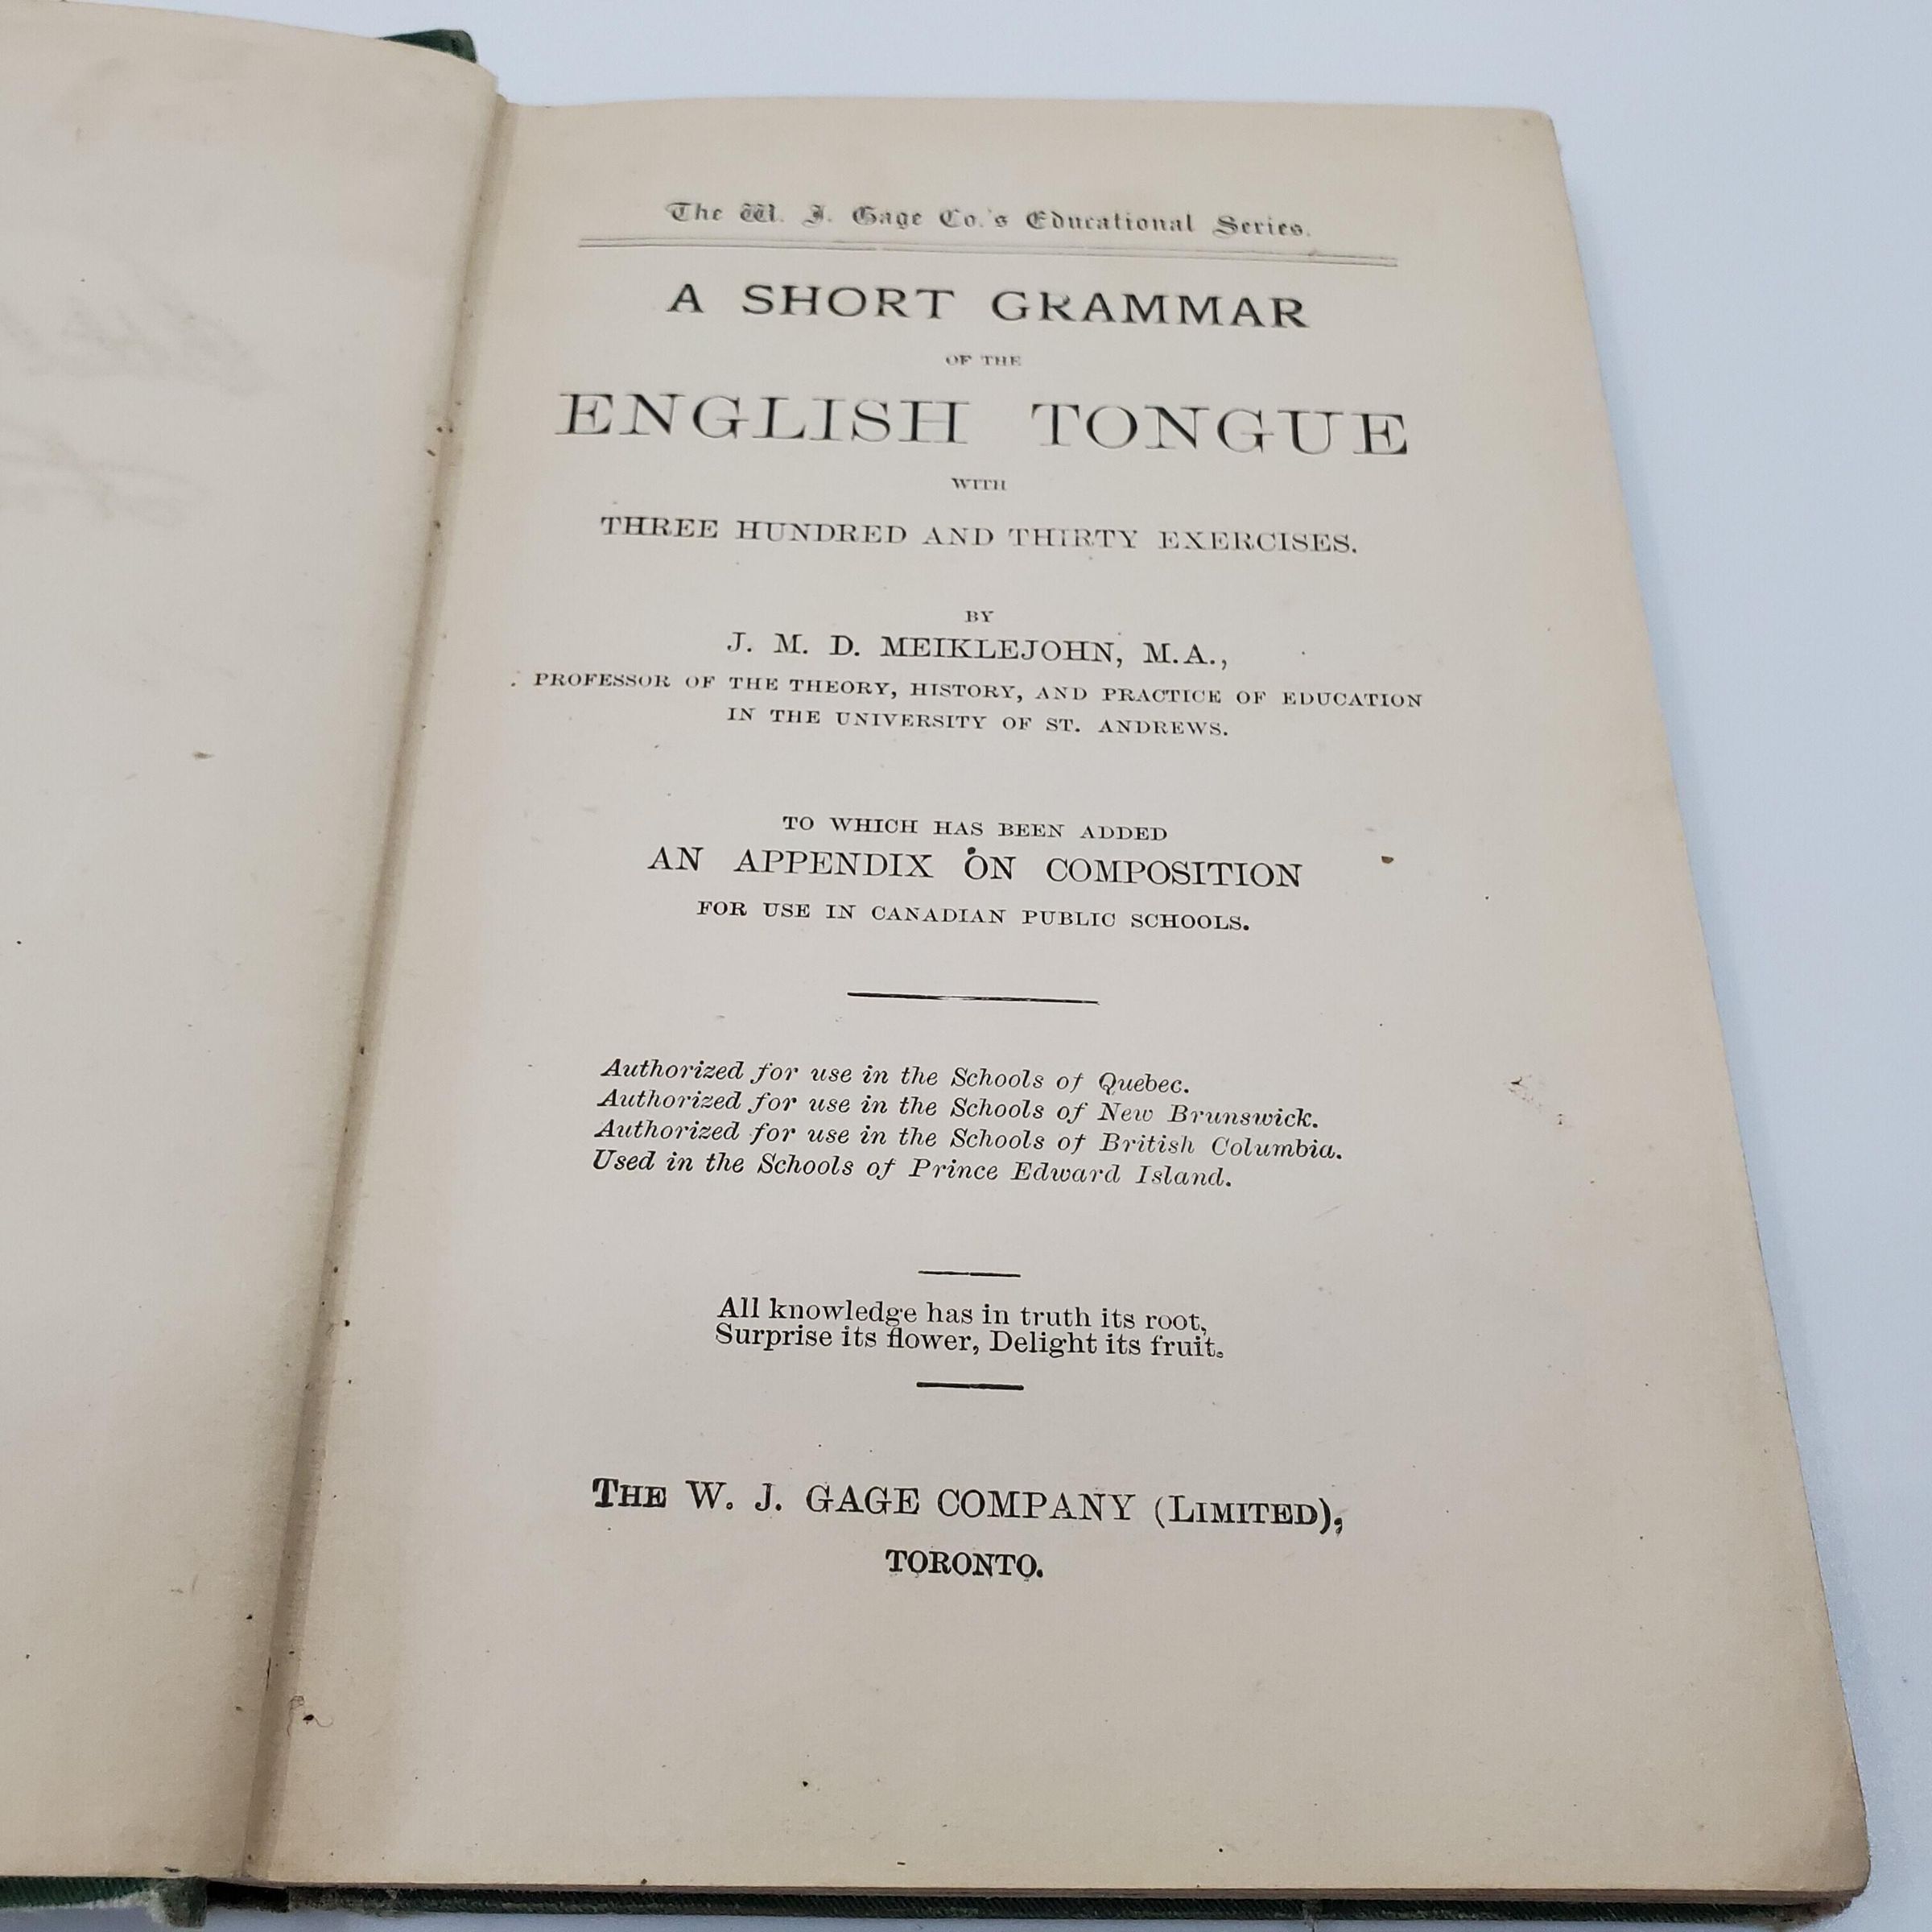 The W. J. Gage Co.'s Educational Series.
A SHORT GRAMMAR
OF THE
ENGLISH TONGUE
WITH
THREE HUNDRED AND THIRTY EXERCISES.
BY
J. M. D. MEIKLEJOHN, M.A.,
PROFESSOR OF THE THEORY, HISTORY, AND PRACTICE OF EDUCATION
IN THE UNIVERSITY OF ST. ANDREWS.
TO WHICH HAS BEEN ADDED
AN APPENDIX ON COMPOSITION
FOR USE IN CANADIAN PUBLIC SCHOOLS.
Authorized for use in the Schools of Quebec.
Authorized for use in the Schools of New Brunswick.
Authorized for use in the Schools of British Columbia.
Used in the Schools of Prince Edward Island.
All knowledge has in truth its root,
Surprise its flower, Delight its fruit.
THE W. J. GAGE COMPANY (LIMITED),
TORONTO.